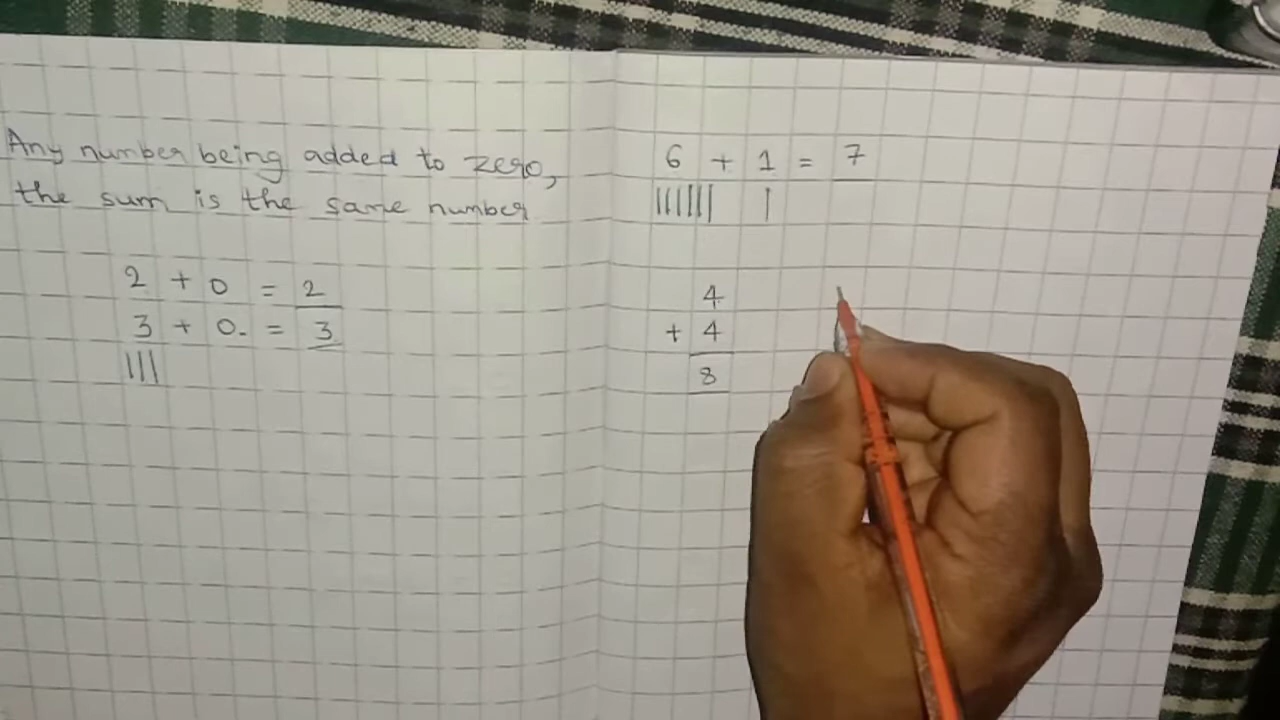 Any number being added to zero,
the sum is the same number
2 + 0 = 2
3 + 0. = 3
|||
6 + 1 = 7
|||||| |
4
+ 4
8